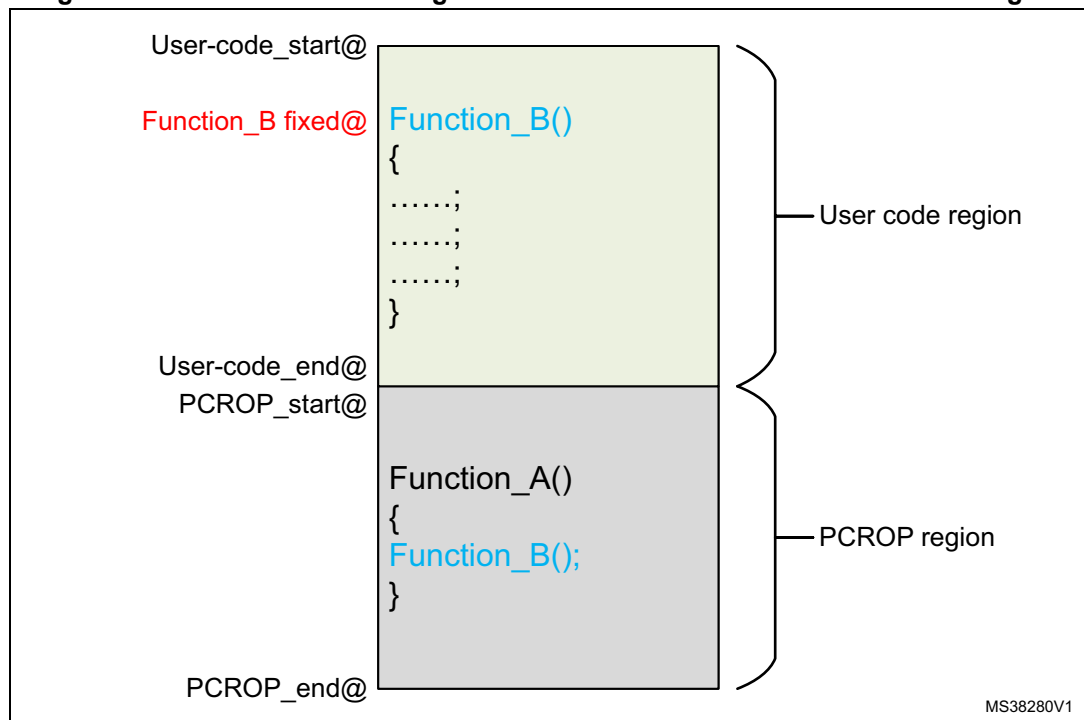 User-code_start@
Function_B fixed@ Function_B()
{
……;
……;
……;
}
User code region
User-code_end@
PCROP_start@
Function_A()
{
Function_B();
}
PCROP region
PCROP_end@
MS38280V1